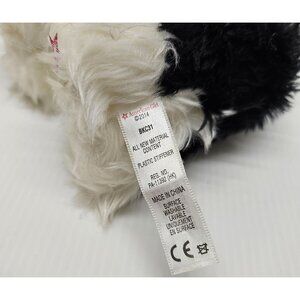 American Girl
©2014
BKC31
ALL NEW MATERIAL
CONTENT
PLASTIC STIFFENER
REG. NO.
PA-11392 (HK)
MADE IN CHINA
SURFACE
WASHABLE
LAVABLE
UNIQUEMENT
EN SURFACE
CE